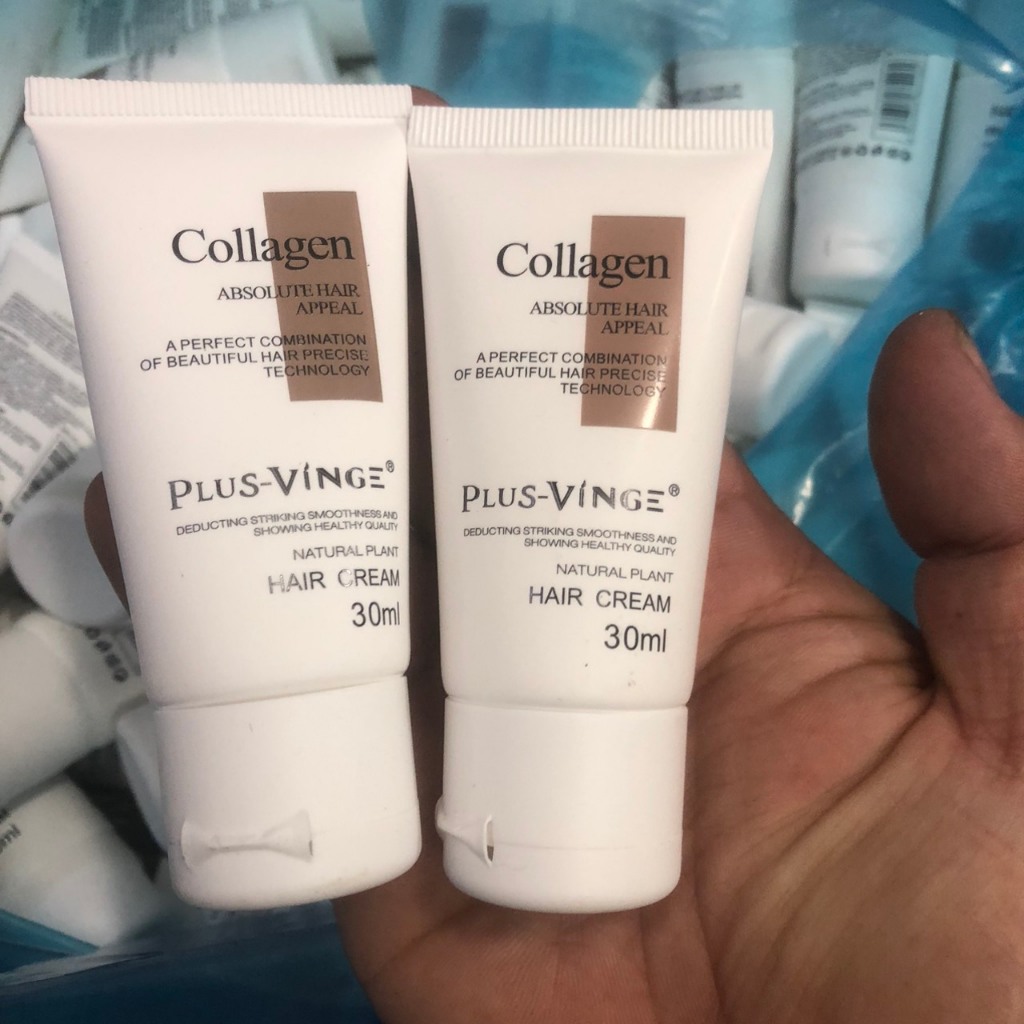 Collagen
ABSOLUTE HAIR
APPEAL
A PERFECT COMBINATION
OF BEAUTIFUL HAIR PRECISE
TECHNOLOGY
PLUS-VINGE®
DEDUCTING STRIKING SMOOTHNESS AND
SHOWING HEALTHY QUALITY
NATURAL PLANT
HAIR CREAM
30ml
Collagen
ABSOLUTE HAIR
APPEAL
A PERFECT COMBINATION
OF BEAUTIFUL HAIR PRECISE
TECHNOLOGY
PLUS-VINGE®
DEDUCTING STRIKING SMOOTHNESS AND
SHOWING HEALTHY QUALITY
NATURAL PLANT
HAIR CREAM
30ml